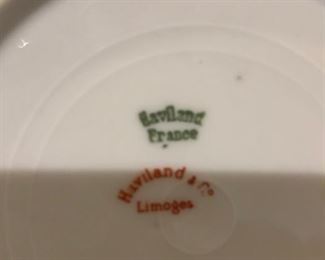 Haviland
France
Haviland & Co
Limoges